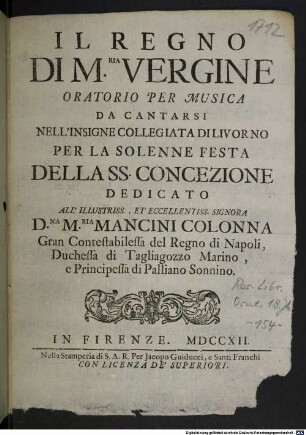 1712
IL REGNO
DI M.RIA VERGINE
ORATORIO PER MUSICA
DA CANTARSI
NELL'INSIGNE COLLEGIATA DI LIVORNO
PER LA SOLENNE FESTA
DELLA SS. CONCEZIONE
DEDICATO
ALL' ILLUSTRISS., ET ECCELLENTISS. SIGNORA
D.NA M.RIA MANCINI COLONNA
Gran Contestabilessa del Regno di Napoli,
Duchessa di Tagliagozzo Marino,
e Principessa di Passiano Sonnino.
-154-
IN FIRENZE. MDCCXII.
Nella Stamperia di S. A. R. Per Jacopo Guiducci, e Santi Franchi.
CON LICENZA DE' SUPERIORI.